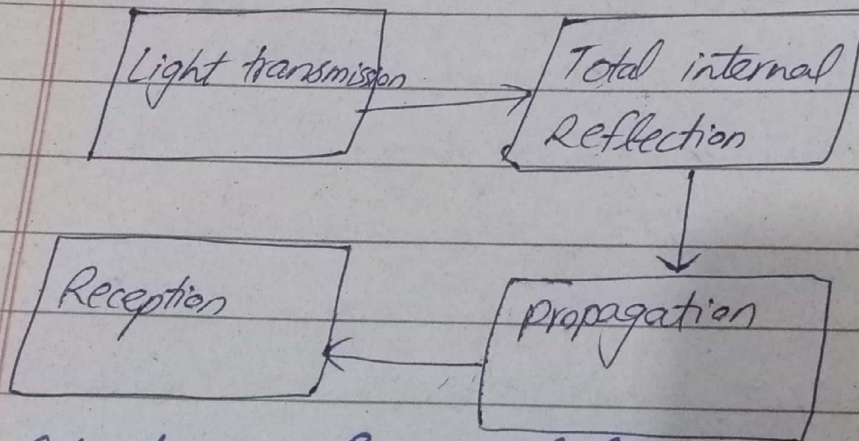 Light transmission
Total internal
Reflection
Reception
propagation